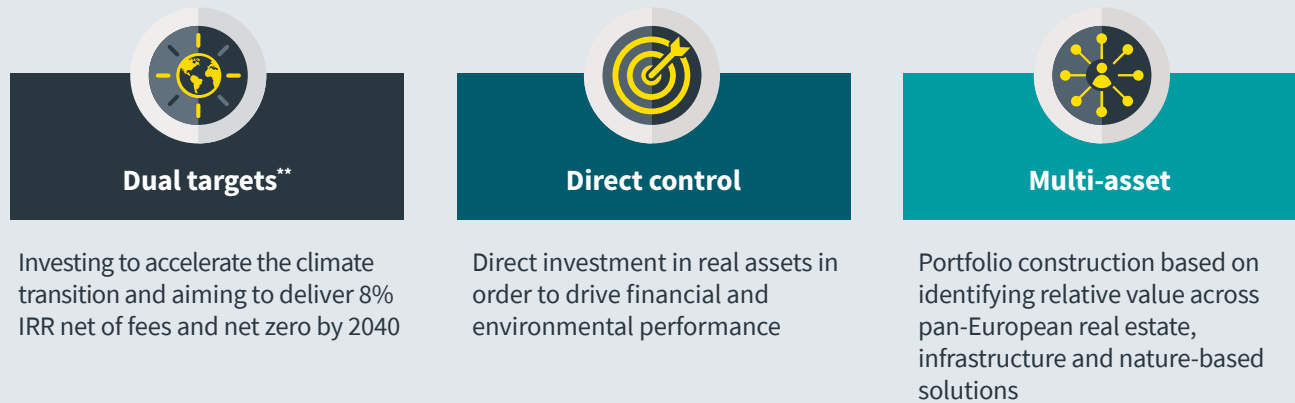 Dual targets**
Investing to accelerate the climate
transition and aiming to deliver 8%
IRR net of fees and net zero by 2040
Direct control
Direct investment in real assets in
order to drive financial and
environmental performance
Multi-asset
Portfolio construction based on
identifying relative value across
pan-European real estate,
infrastructure and nature-based
solutions